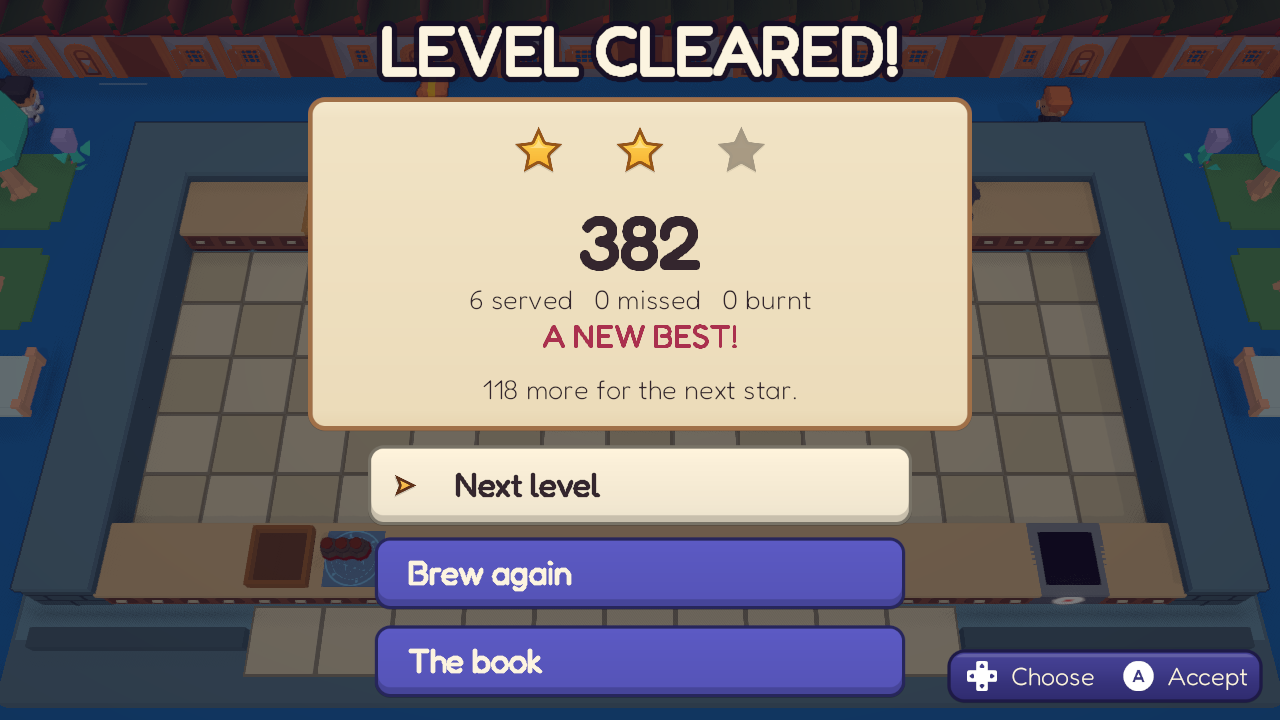 LEVEL CLEARED!
382
6 served 0 missed 0 burnt
A NEW BEST!
118 more for the next star.
Next level
Brew again
The book
Choose A Accept